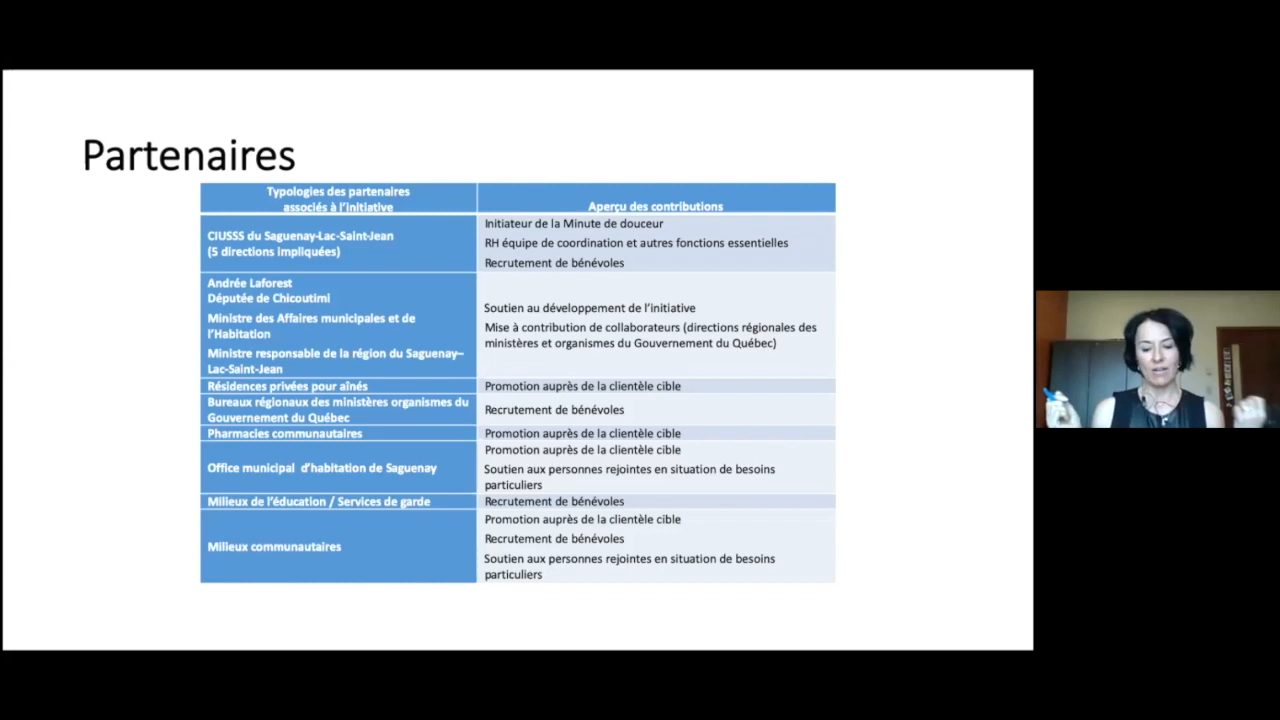 Partenaires
Typologies des partenaires
associés à l'initiative
Aperçu des contributions
CIUSSS du Saguenay-Lac-Saint-Jean
(5 directions impliquées)
Initiateur de la Minute de douceur
RH équipe de coordination et autres fonctions essentielles
Recrutement de bénévoles
Andrée Laforest
Députée de Chicoutimi
Ministre des Affaires municipales et de
l'Habitation
Ministre responsable de la région du Saguenay–
Lac-Saint-Jean
Soutien au développement de l'initiative
Mise à contribution de collaborateurs (directions régionales des
ministères et organismes du Gouvernement du Québec)
Résidences privées pour aînés
Promotion auprès de la clientèle cible
Bureaux régionaux des ministères organismes du
Gouvernement du Québec
Recrutement de bénévoles
Pharmacies communautaires
Promotion auprès de la clientèle cible
Office municipal d'habitation de Saguenay
Promotion auprès de la clientèle cible
Soutien aux personnes rejointes en situation de besoins
particuliers
Milieux de l'éducation / Services de garde
Recrutement de bénévoles
Milieux communautaires
Promotion auprès de la clientèle cible
Recrutement de bénévoles
Soutien aux personnes rejointes en situation de besoins
particuliers